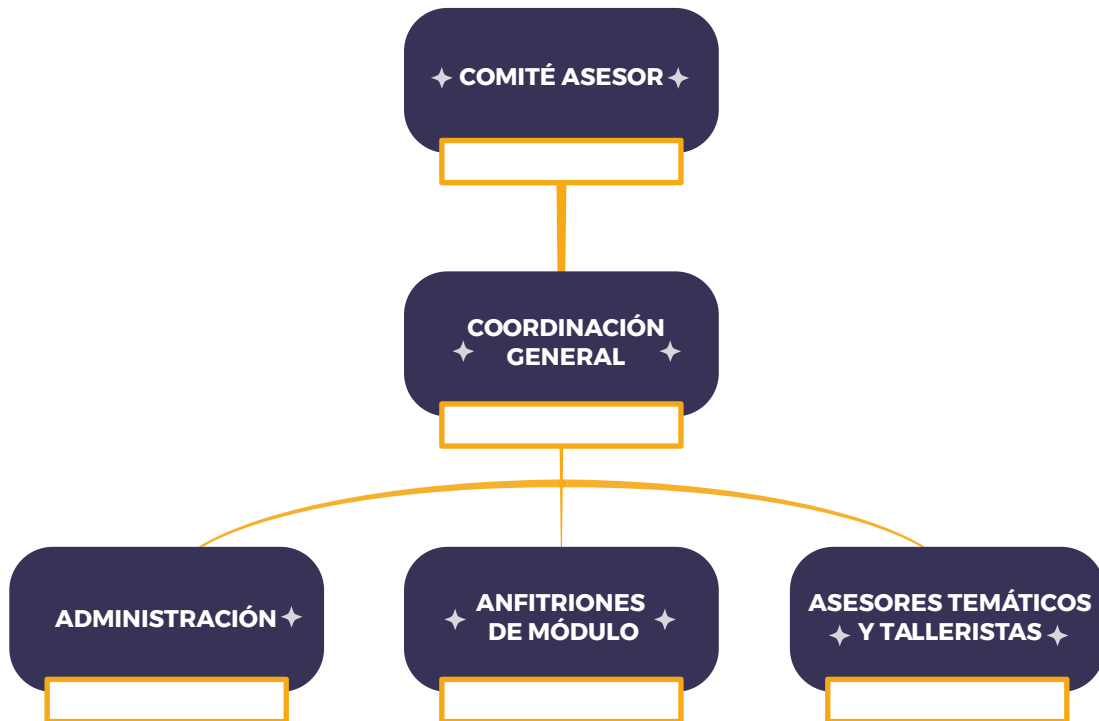 COMITÉ ASESOR
COORDINACIÓN
GENERAL
ADMINISTRACIÓN
ANFITRIONES
DE MÓDULO
ASESORES TEMÁTICOS
Y TALLERISTAS